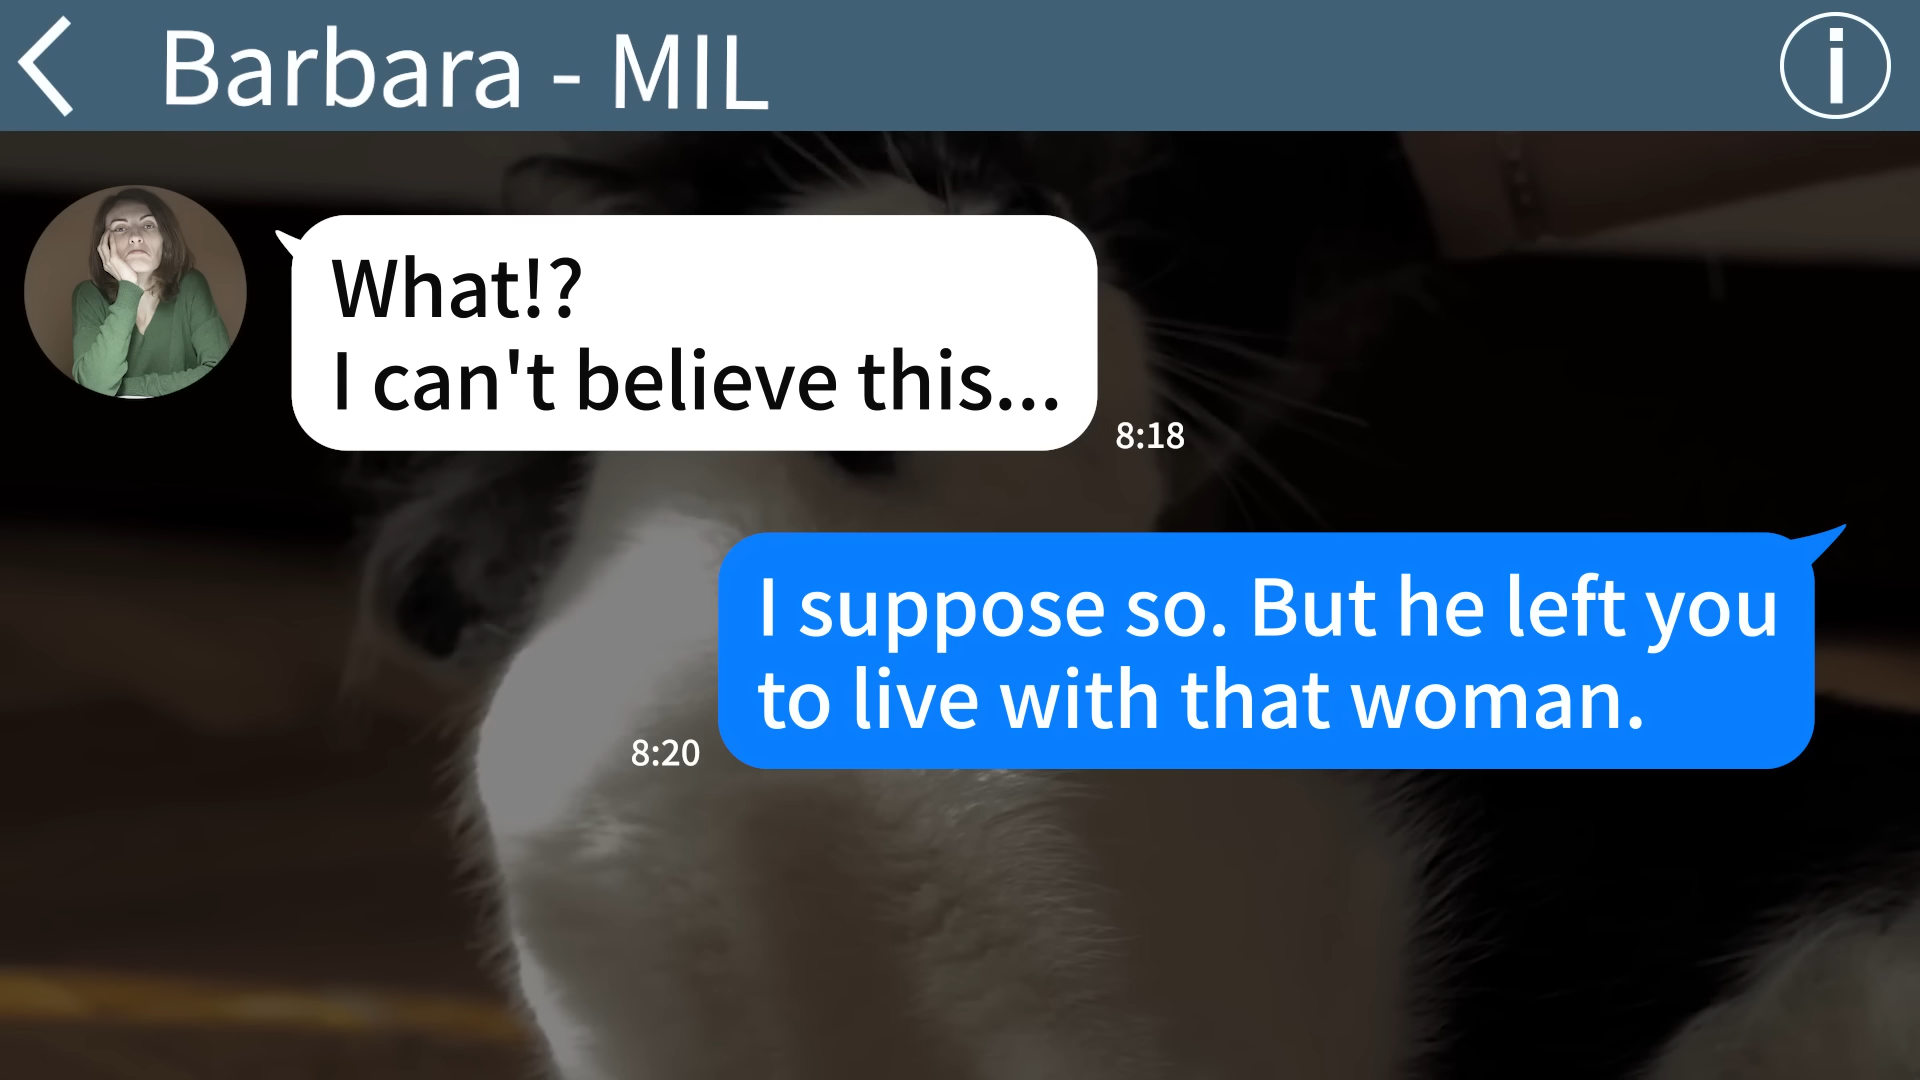 Barbara - MIL
What!?
I can't believe this...
8:18
I suppose so. But he left you
to live with that woman.
8:20